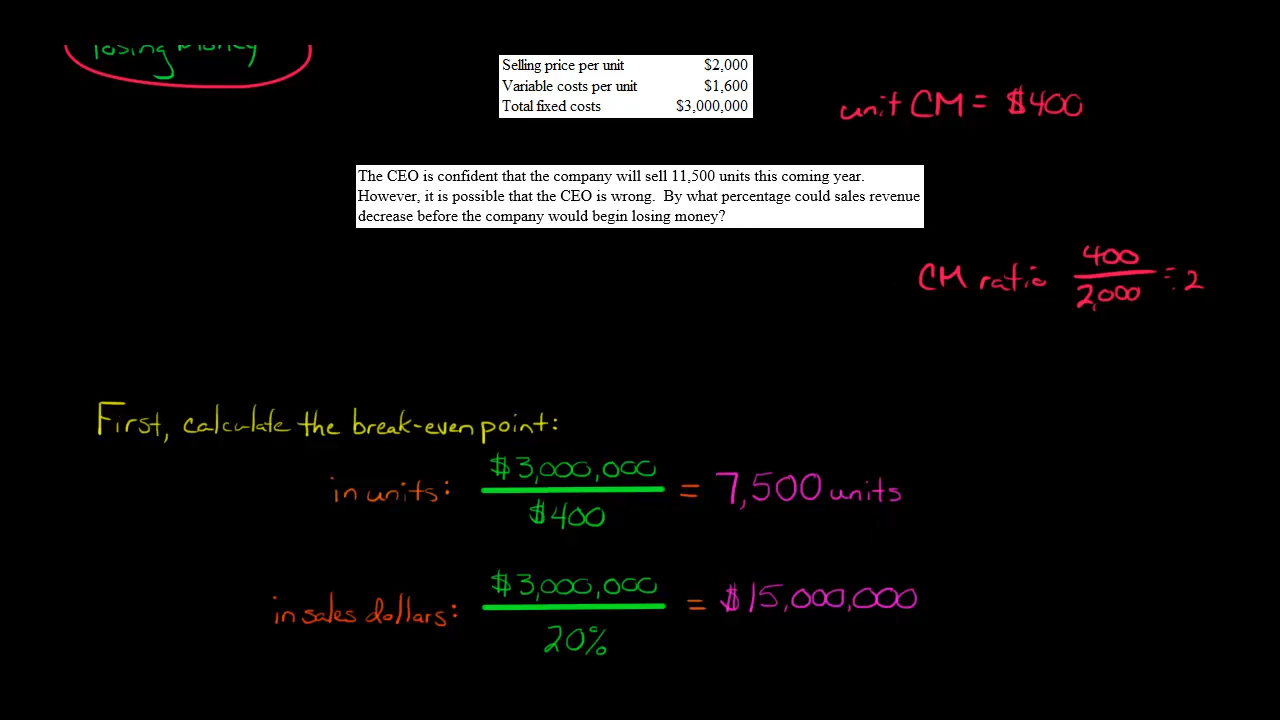 losing money
Selling price per unit $2,000
Variable costs per unit $1,600
Total fixed costs $3,000,000
unit CM = $400
The CEO is confident that the company will sell 11,500 units this coming year.
However, it is possible that the CEO is wrong. By what percentage could sales revenue
decrease before the company would begin losing money?
CM ratio 400 / 2,000 = .2
First, calculate the break-even point:
in units: $3,000,000 / $400 = 7,500 units
in sales dollars: $3,000,000 / 20% = $15,000,000